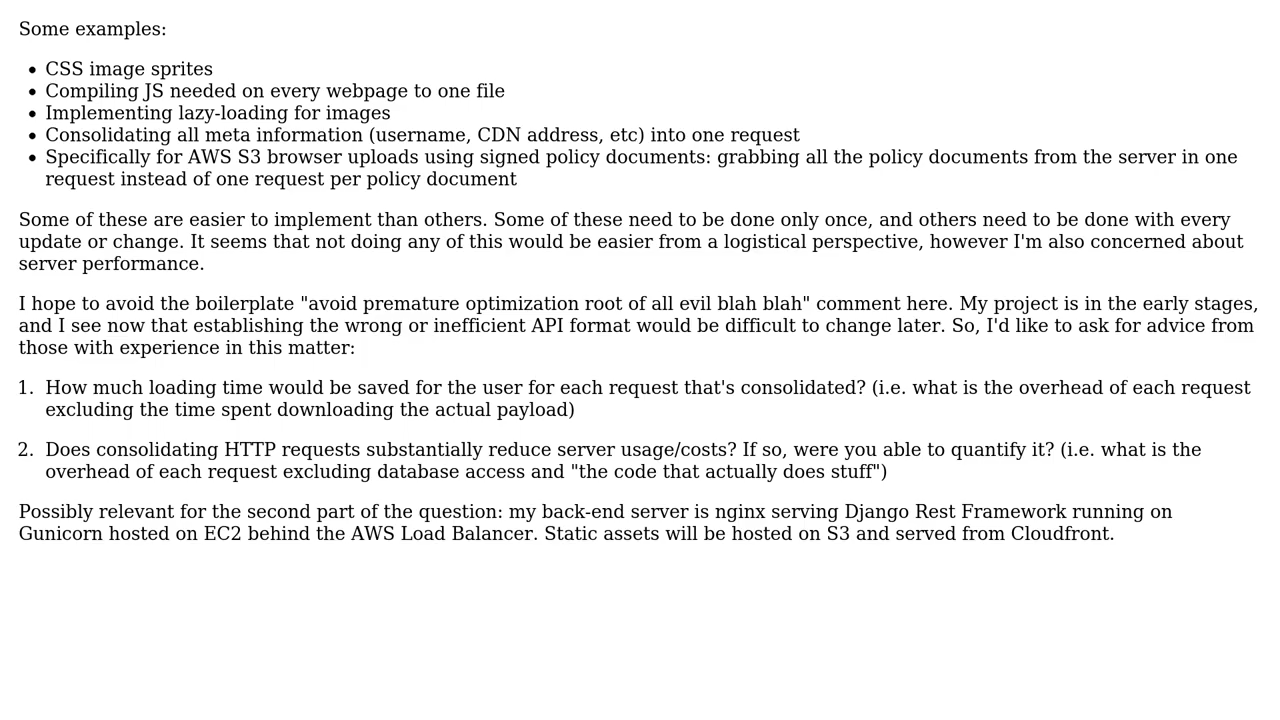 Some examples:
• CSS image sprites
• Compiling JS needed on every webpage to one file
• Implementing lazy-loading for images
• Consolidating all meta information (username, CDN address, etc) into one request
• Specifically for AWS S3 browser uploads using signed policy documents: grabbing all the policy documents from the server in one
request instead of one request per policy document
Some of these are easier to implement than others. Some of these need to be done only once, and others need to be done with every
update or change. It seems that not doing any of this would be easier from a logistical perspective, however I'm also concerned about
server performance.
I hope to avoid the boilerplate "avoid premature optimization root of all evil blah blah" comment here. My project is in the early stages,
and I see now that establishing the wrong or inefficient API format would be difficult to change later. So, I'd like to ask for advice from
those with experience in this matter:
1. How much loading time would be saved for the user for each request that's consolidated? (i.e. what is the overhead of each request
excluding the time spent downloading the actual payload)
2. Does consolidating HTTP requests substantially reduce server usage/costs? If so, were you able to quantify it? (i.e. what is the
overhead of each request excluding database access and "the code that actually does stuff")
Possibly relevant for the second part of the question: my back-end server is nginx serving Django Rest Framework running on
Gunicorn hosted on EC2 behind the AWS Load Balancer. Static assets will be hosted on S3 and served from Cloudfront.